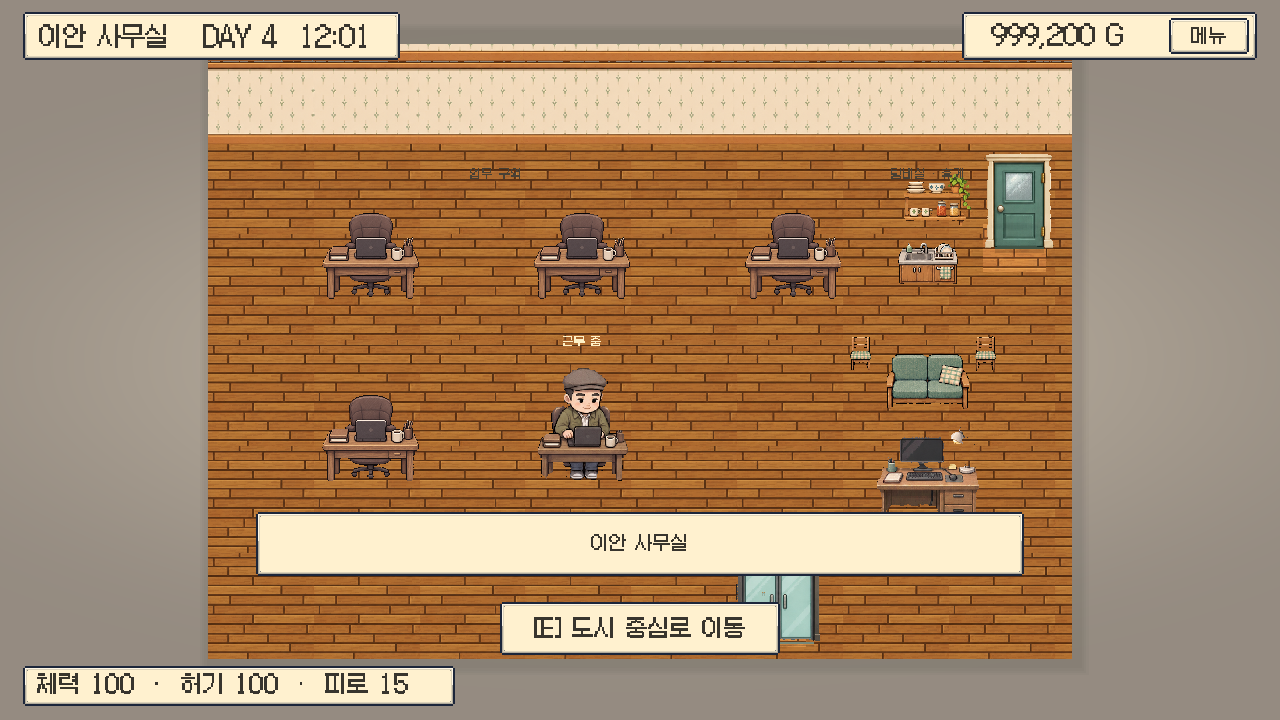 이안 사무실 DAY 4 12:01
999,200 G
메뉴
근무 중
이안 사무실
[E] 도시 중심로 이동
체력 100 · 허기 100 · 피로 15